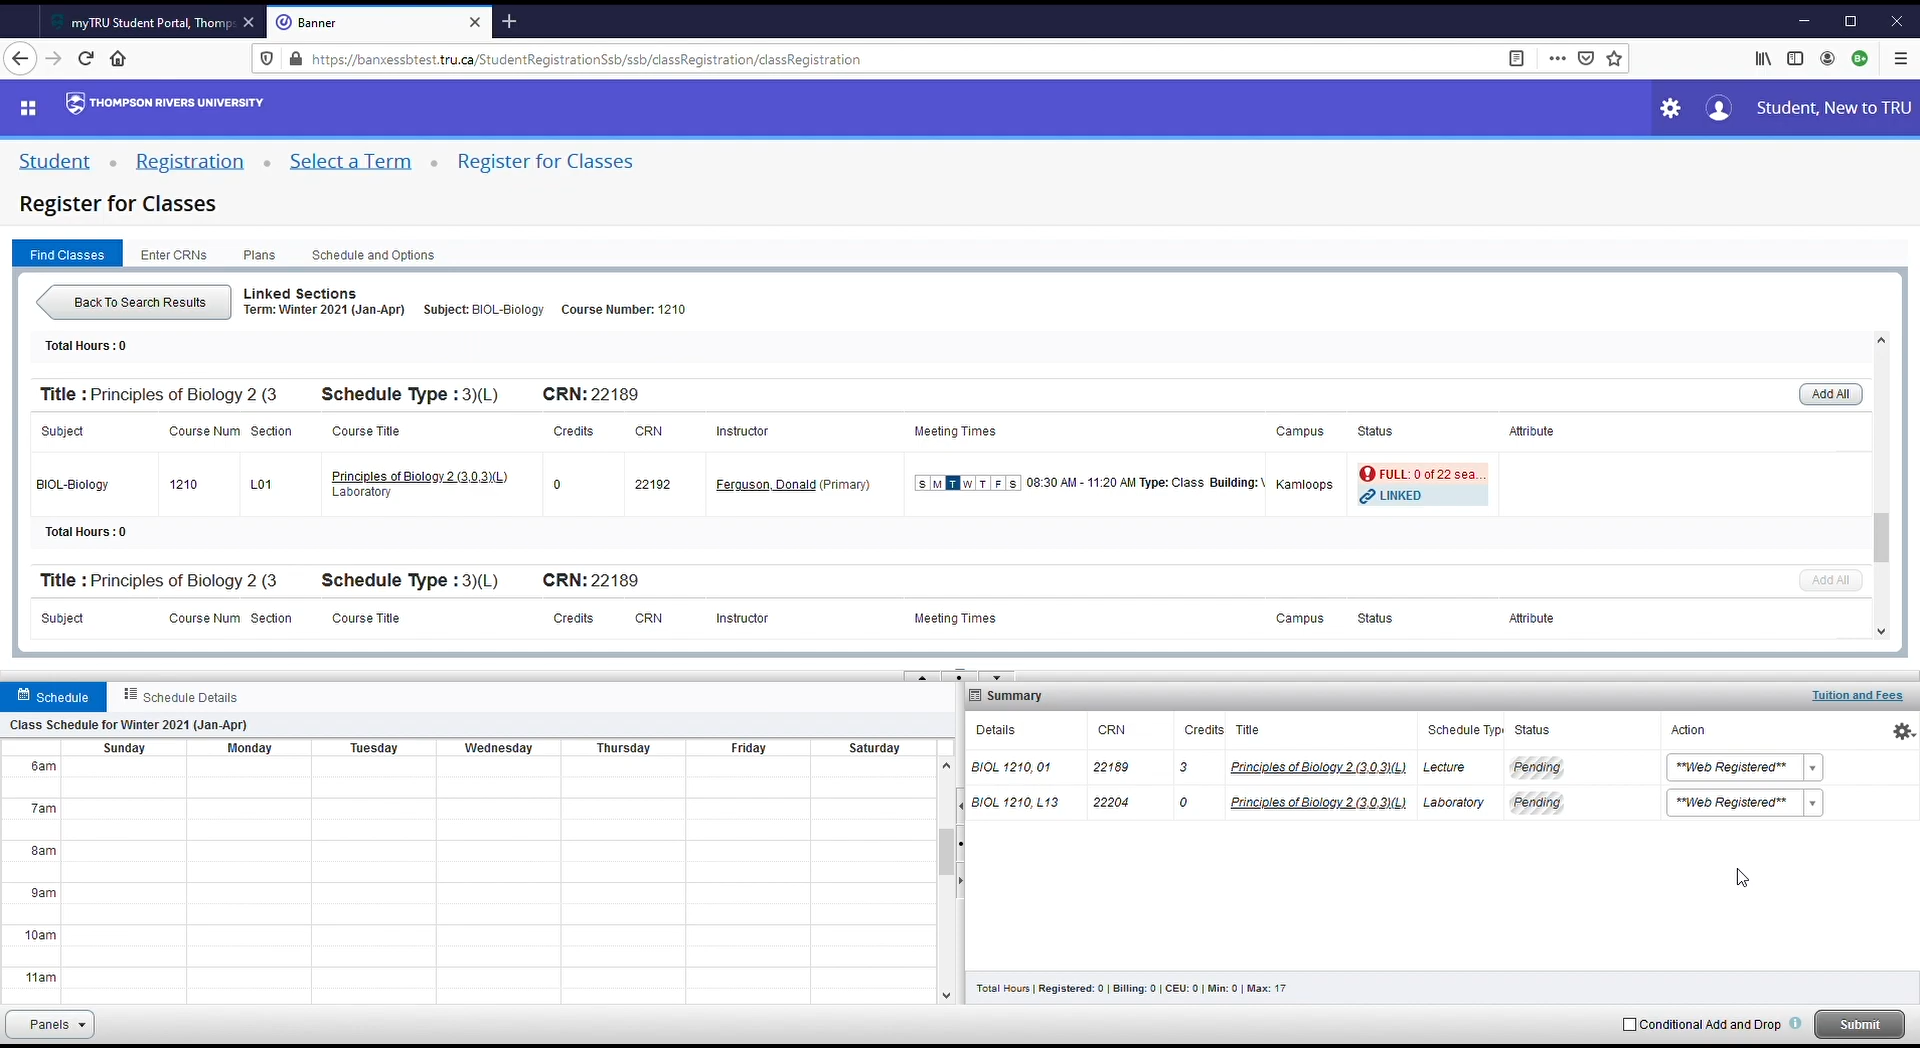 myTRU Student Portal, Thomps
Banner
https://banxessbtest.tru.ca/StudentRegistrationSsb/ssb/classRegistration/classRegistration
THOMPSON RIVERS UNIVERSITY
Student, New to TRU
Student • Registration • Select a Term • Register for Classes
Register for Classes
Find Classes Enter CRNs Plans Schedule and Options
Back To Search Results
Linked Sections
Term: Winter 2021 (Jan-Apr) Subject: BIOL-Biology Course Number: 1210
Total Hours : 0
Title : Principles of Biology 2 (3 Schedule Type : 3)(L) CRN: 22189 Add All
Subject Course Num Section Course Title Credits CRN Instructor Meeting Times Campus Status Attribute
BIOL-Biology 1210 L01 Principles of Biology 2 (3,0,3)(L) Laboratory 0 22192 Ferguson, Donald (Primary) S M T W T F S 08:30 AM - 11:20 AM Type: Class Building: Kamloops FULL: 0 of 22 sea... LINKED
Total Hours : 0
Title : Principles of Biology 2 (3 Schedule Type : 3)(L) CRN: 22189 Add All
Subject Course Num Section Course Title Credits CRN Instructor Meeting Times Campus Status Attribute
Schedule Schedule Details
Class Schedule for Winter 2021 (Jan-Apr)
Sunday Monday Tuesday Wednesday Thursday Friday Saturday
6am
7am
8am
9am
10am
11am
Summary Tuition and Fees
Details CRN Credits Title Schedule Typ Status Action
BIOL 1210, 01 22189 3 Principles of Biology 2 (3,0,3)(L) Lecture Pending **Web Registered**
BIOL 1210, L13 22204 0 Principles of Biology 2 (3,0,3)(L) Laboratory Pending **Web Registered**
Total Hours | Registered: 0 | Billing: 0 | CEU: 0 | Min: 0 | Max: 17
Panels
Conditional Add and Drop Submit